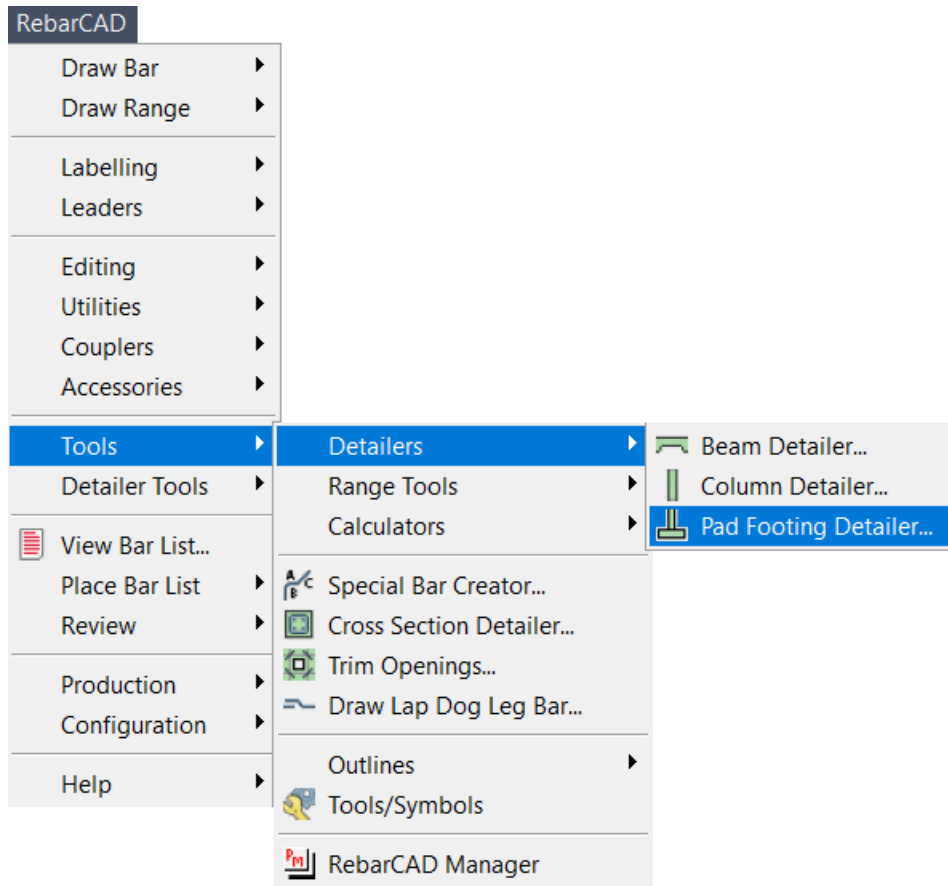 RebarCAD
Draw Bar
Draw Range
Labelling
Leaders
Editing
Utilities
Couplers
Accessories
Tools
Detailer Tools
View Bar List...
Place Bar List
Review
Production
Configuration
Help
Detailers
Range Tools
Calculators
Special Bar Creator...
Cross Section Detailer...
Trim Openings...
Draw Lap Dog Leg Bar...
Outlines
Tools/Symbols
RebarCAD Manager
Beam Detailer...
Column Detailer...
Pad Footing Detailer...